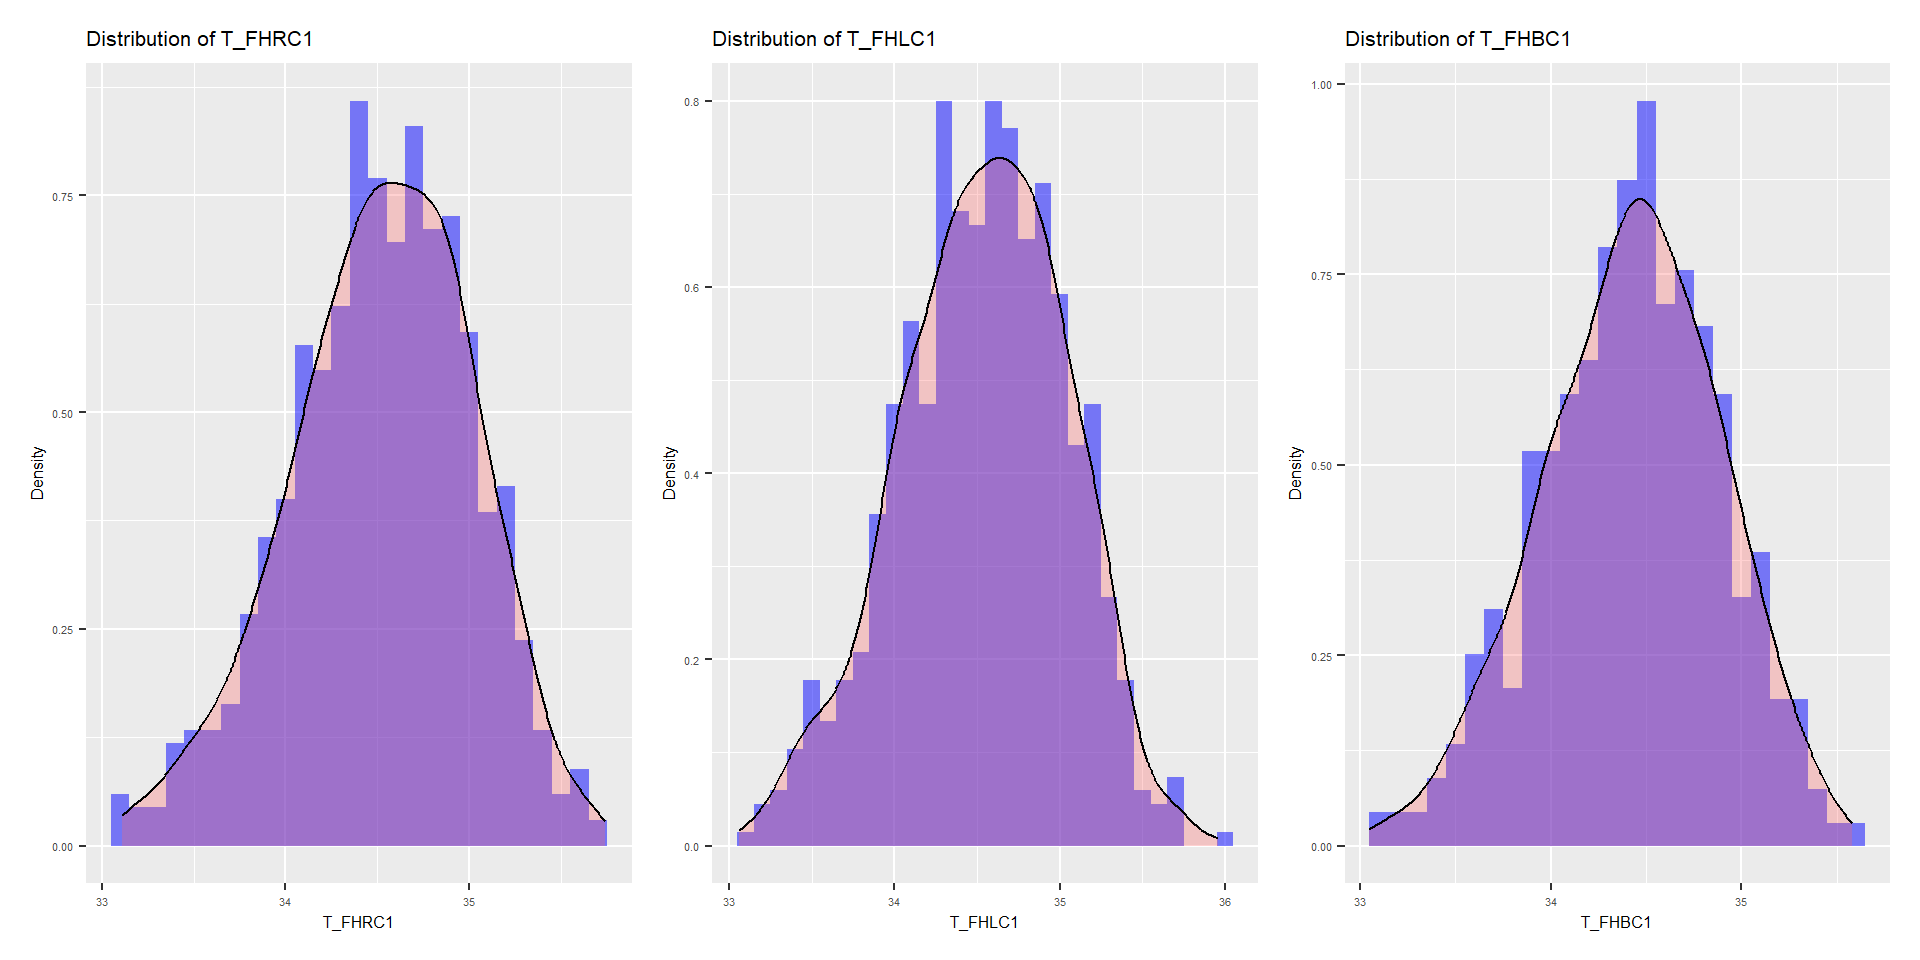 Distribution of T_FHRC1
Density
0.75
0.50
0.25
0.00
33
34
35
T_FHRC1
Distribution of T_FHLC1
Density
0.8
0.6
0.4
0.2
0.0
33
34
35
36
T_FHLC1
Distribution of T_FHBC1
Density
1.00
0.75
0.50
0.25
0.00
33
34
35
T_FHBC1